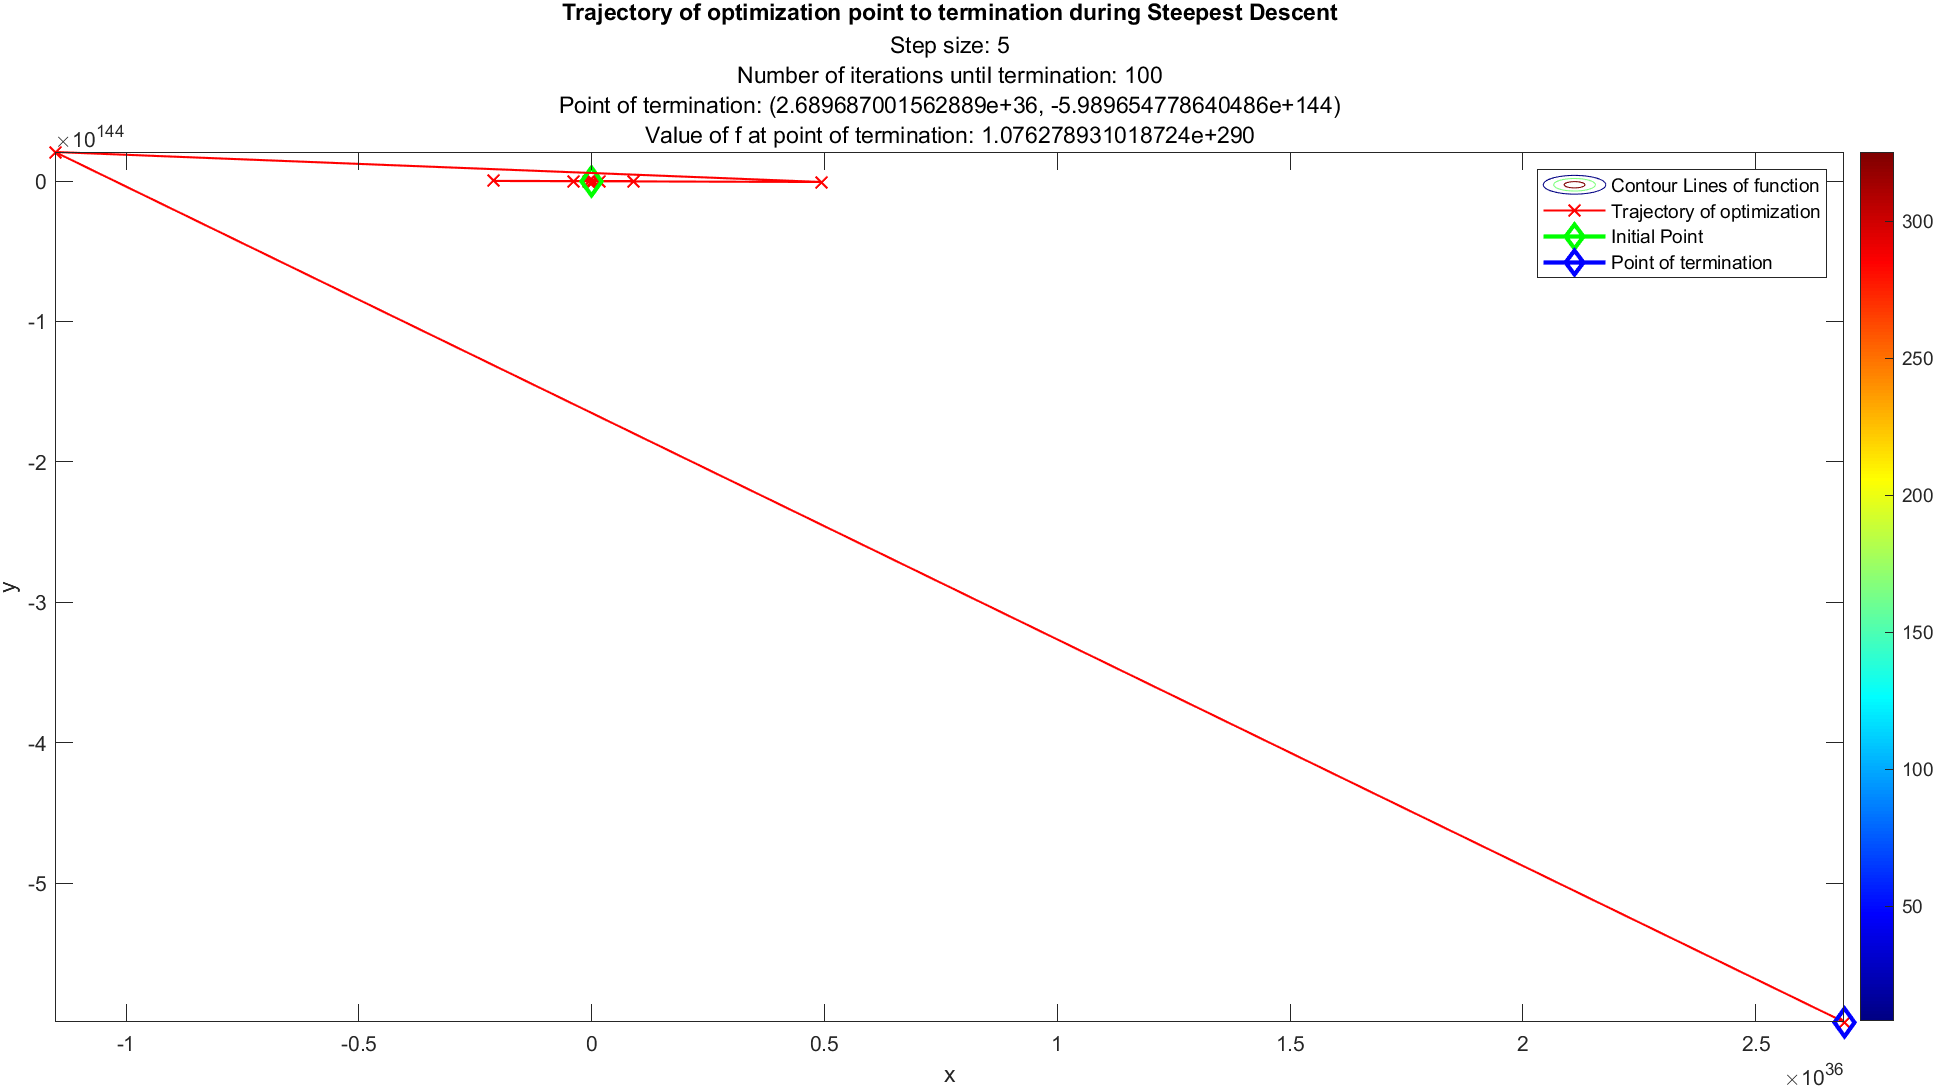 Trajectory of optimization point to termination during Steepest Descent
Step size: 5
Number of iterations until termination: 100
Point of termination: (2.689687001562889e+36, -5.989654778640486e+144)
Value of f at point of termination: 1.076278931018724e+290
×10^144
0
-1
-2
-3
-4
-5
y
-1
-0.5
0
0.5
1
1.5
2
2.5
×10^36
x
Contour Lines of function
Trajectory of optimization
Initial Point
Point of termination
300
250
200
150
100
50